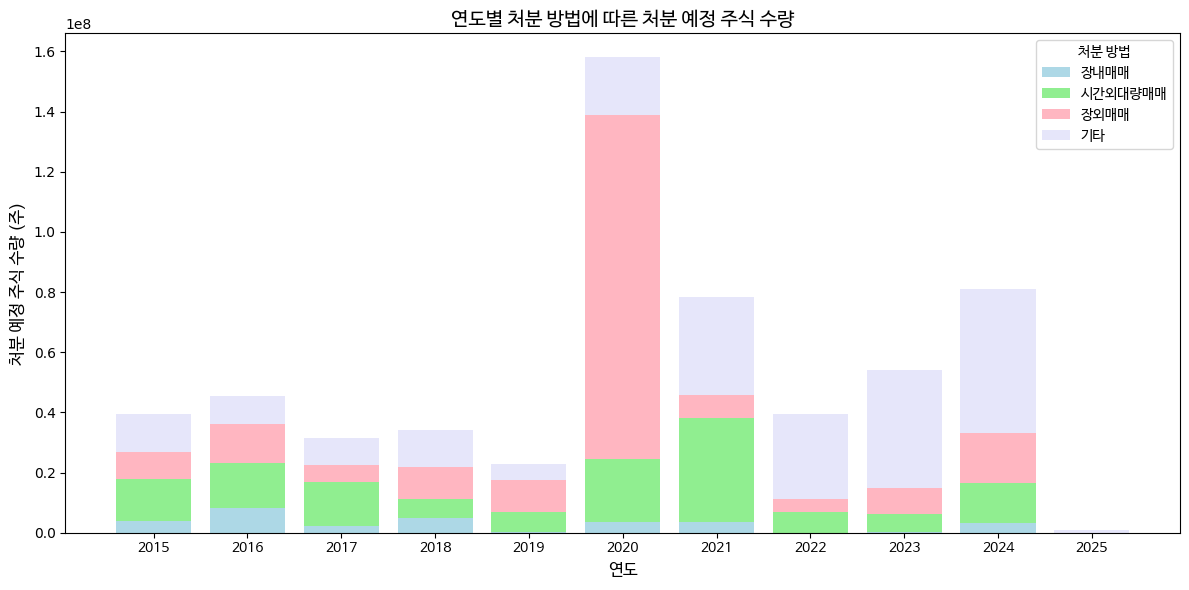 연도별 처분 방법에 따른 처분 예정 주식 수량
1e8
처분 방법
장내매매
시간외대량매매
장외매매
기타
처분 예정 주식 수량 (주)
1.6
1.4
1.2
1.0
0.8
0.6
0.4
0.2
0.0
2015 2016 2017 2018 2019 2020 2021 2022 2023 2024 2025
연도